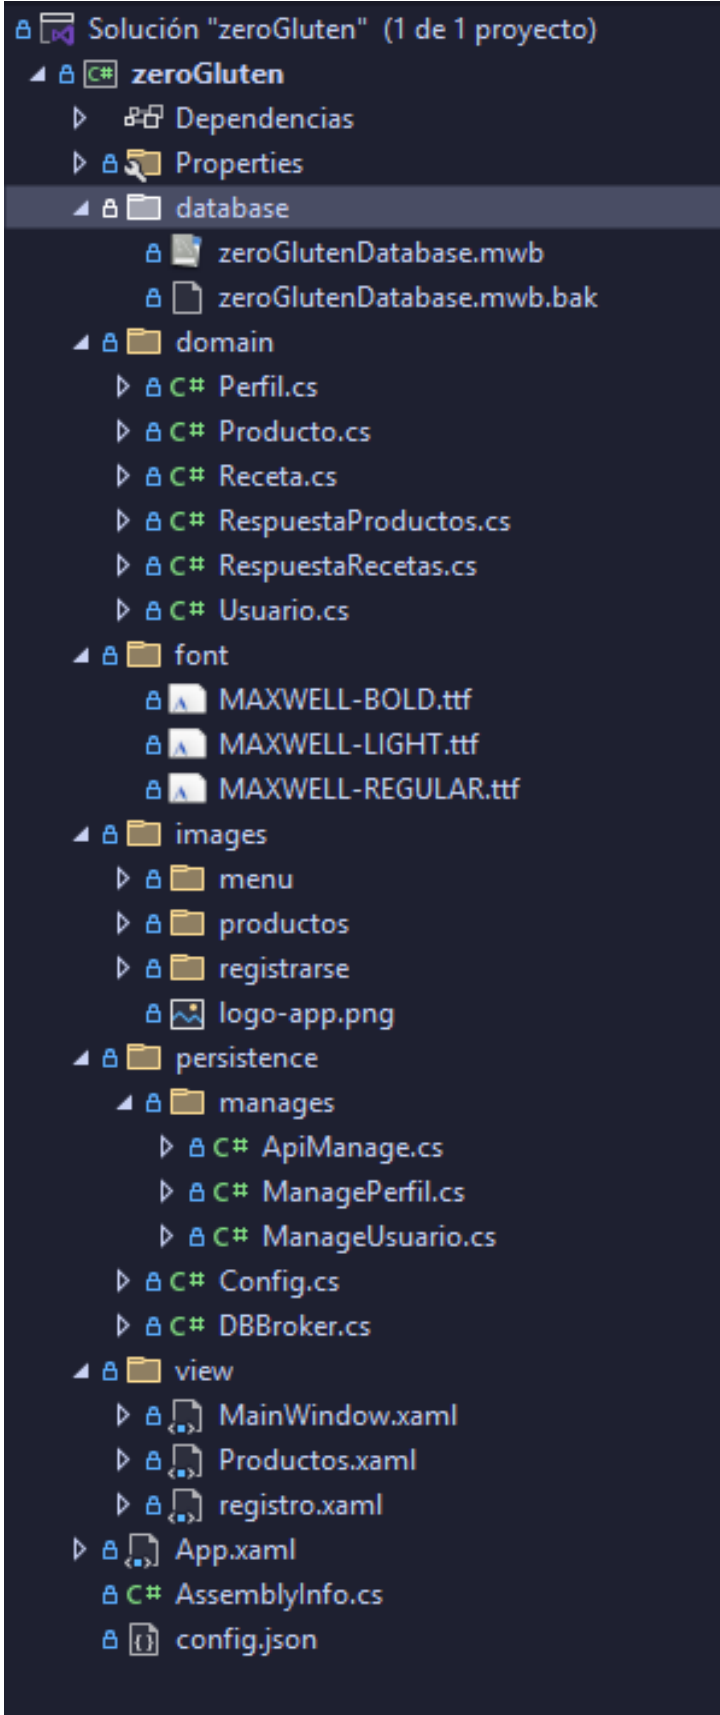 Solución "zeroGluten" (1 de 1 proyecto)
C# zeroGluten
Dependencias
Properties
database
zeroGlutenDatabase.mwb
zeroGlutenDatabase.mwb.bak
domain
C# Perfil.cs
C# Producto.cs
C# Receta.cs
C# RespuestaProductos.cs
C# RespuestaRecetas.cs
C# Usuario.cs
font
MAXWELL-BOLD.ttf
MAXWELL-LIGHT.ttf
MAXWELL-REGULAR.ttf
images
menu
productos
registrarse
logo-app.png
persistence
manages
C# ApiManage.cs
C# ManagePerfil.cs
C# ManageUsuario.cs
C# Config.cs
C# DBBroker.cs
view
MainWindow.xaml
Productos.xaml
registro.xaml
App.xaml
C# AssemblyInfo.cs
config.json